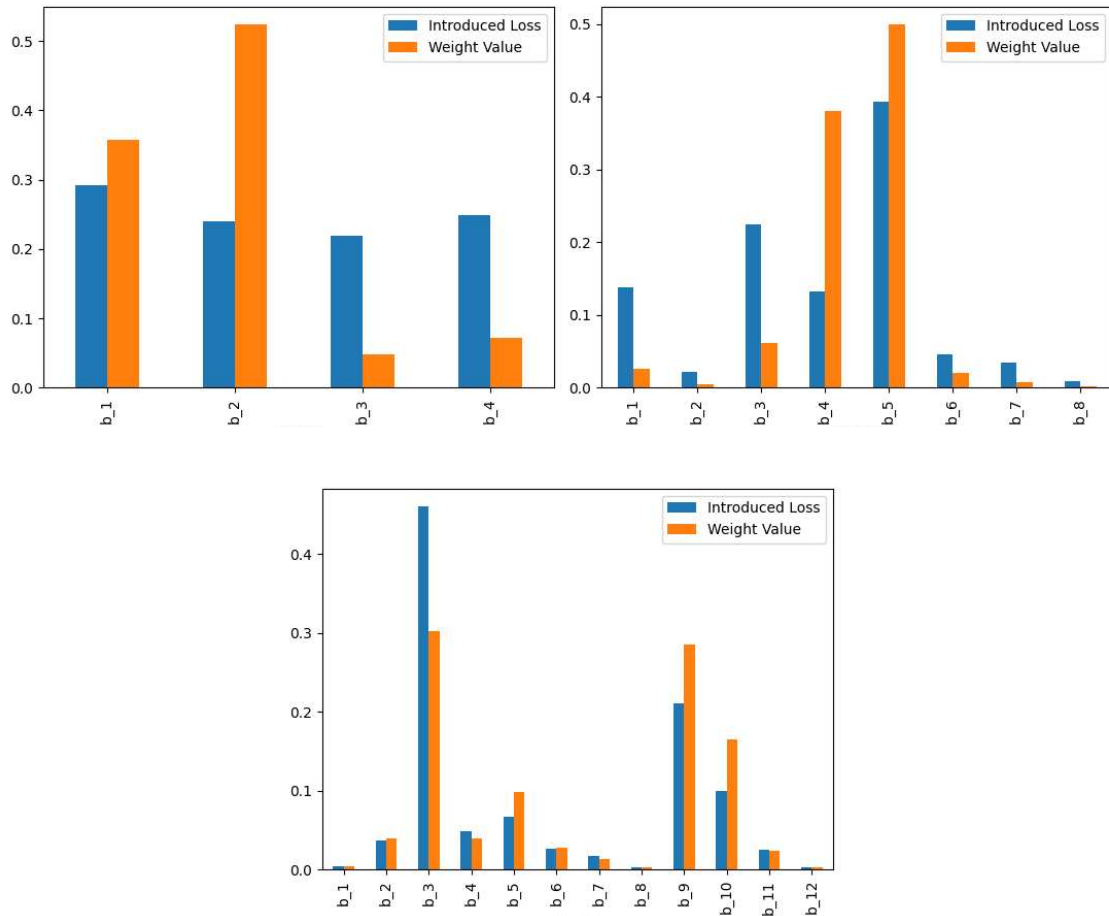 0.5
0.4
0.3
0.2
0.1
0.0
Introduced Loss
Weight Value
b_1
b_2
b_3
b_4
0.5
0.4
0.3
0.2
0.1
0.0
Introduced Loss
Weight Value
b_1
b_2
b_3
b_4
b_5
b_6
b_7
b_8
0.4
0.3
0.2
0.1
0.0
Introduced Loss
Weight Value
b_1
b_2
b_3
b_4
b_5
b_6
b_7
b_8
b_9
b_10
b_11
b_12